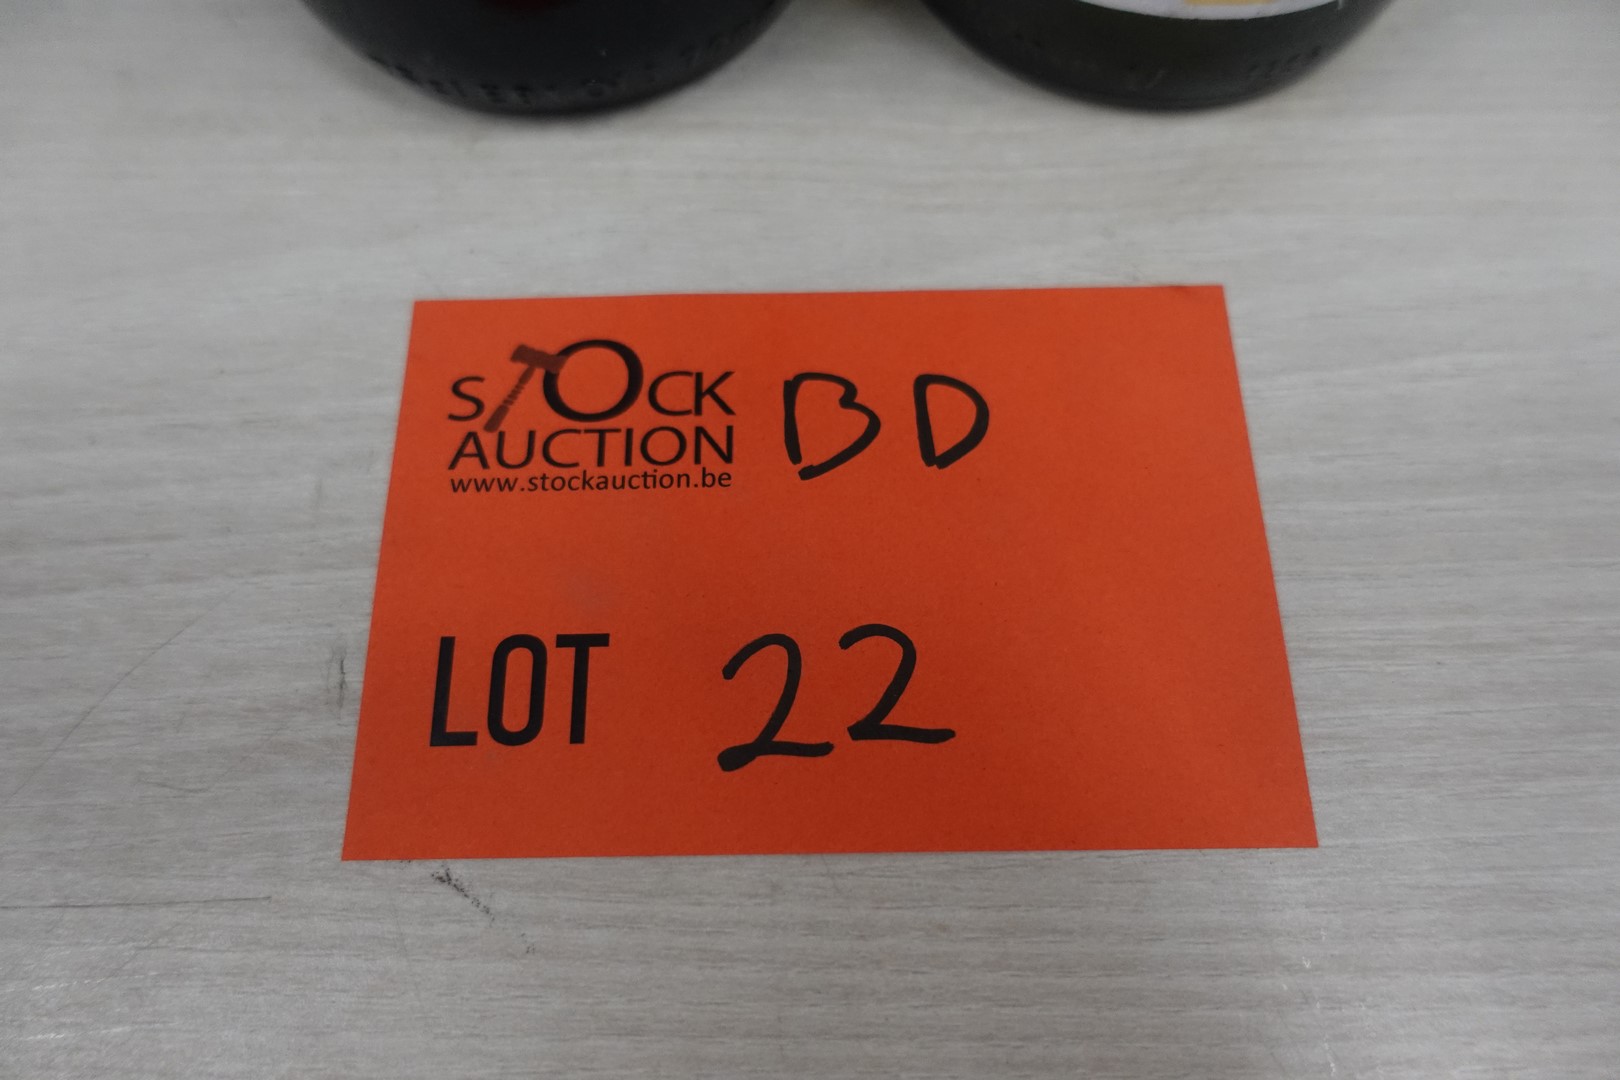 STOCK BD
AUCTION
www.stockauction.be
LOT 22